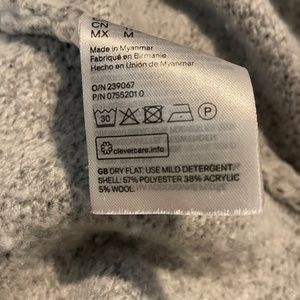 CN
MX M
Made in Myanmar
Fabriqué en Birmanie
Hecho en Unión de Myanmar
O/N 239067
P/N 0755201 0
30 P
clevercare.info
GB DRY FLAT. USE MILD DETERGENT.
SHELL: 57% POLYESTER 38% ACRYLIC
5% WOOL